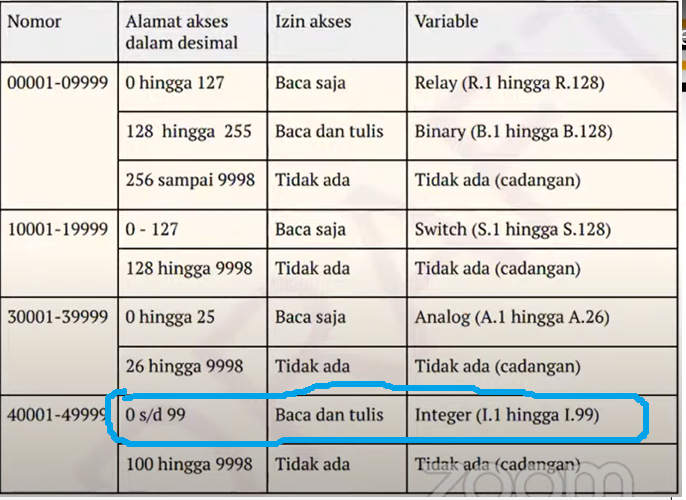 Nomor Alamat akses Izin akses Variable
dalam desimal
00001-09999 0 hingga 127 Baca saja Relay (R.1 hingga R.128)
128 hingga 255 Baca dan tulis Binary (B.1 hingga B.128)
256 sampai 9998 Tidak ada Tidak ada (cadangan)
10001-19999 0 - 127 Baca saja Switch (S.1 hingga S.128)
128 hingga 9998 Tidak ada Tidak ada (cadangan)
30001-39999 0 hingga 25 Baca saja Analog (A.1 hingga A.26)
26 hingga 9998 Tidak ada Tidak ada (cadangan)
40001-49999 0 s/d 99 Baca dan tulis Integer (I.1 hingga I.99)
100 hingga 9998 Tidak ada Tidak ada (cadangan)
zoom